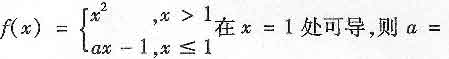 f(x) = { x² , x > 1
ax − 1 , x ≤ 1 在 x = 1 处可导,则 a =